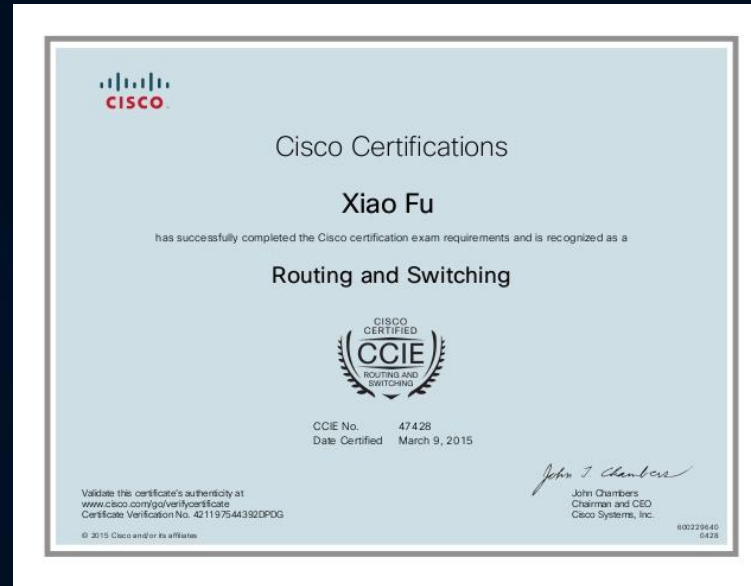 CISCO
Cisco Certifications
Xiao Fu
has successfully completed the Cisco certification exam requirements and is recognized as a
Routing and Switching
CISCO
CERTIFIED
CCIE
ROUTING AND
SWITCHING
CCIE No. 47428
Date Certified March 9, 2015
John T. Chambers
Validate this certificate's authenticity at
www.cisco.com/go/verifycertificate
Certificate Verification No. 421197544392DPDG
John Chambers
Chairman and CEO
Cisco Systems, Inc.
© 2015 Cisco and/or its affiliates
600229640
0428